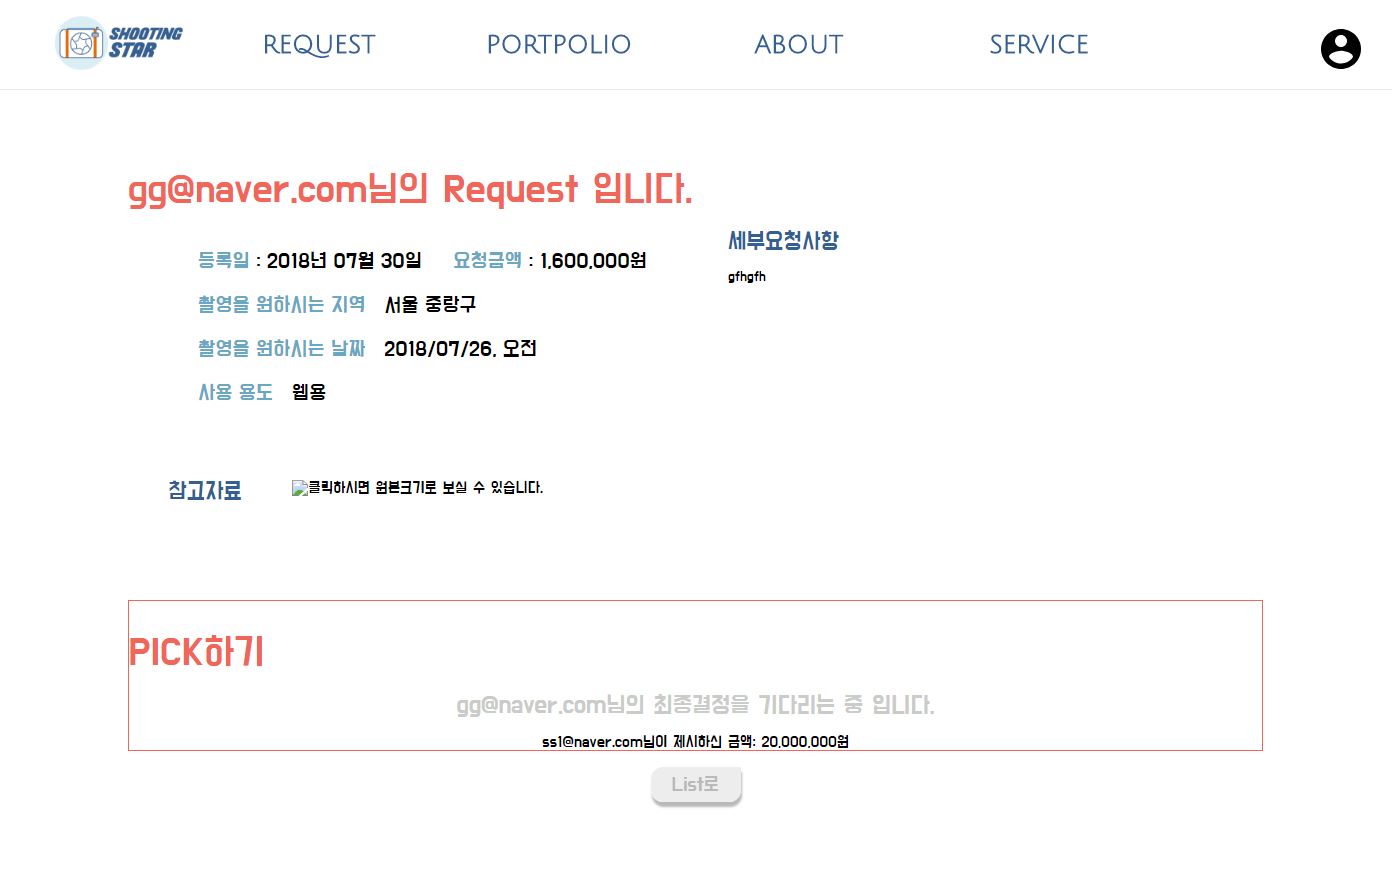 SHOOTING
STAR
REQUEST PORTPOLIO ABOUT SERVICE
gg@naver.com님의 Request 입니다.
등록일 : 2018년 07월 30일 요청금액 : 1,600,000원
촬영을 원하시는 지역 서울 중랑구
촬영을 원하시는 날짜 2018/07/26, 오전
사용 용도 웹용
세부요청사항
gfhgfh
참고자료 클릭하시면 원본크기로 보실 수 있습니다.
PICK하기
gg@naver.com님의 최종결정을 기다리는 중 입니다.
ss1@naver.com님이 제시하신 금액: 20,000,000원
List로